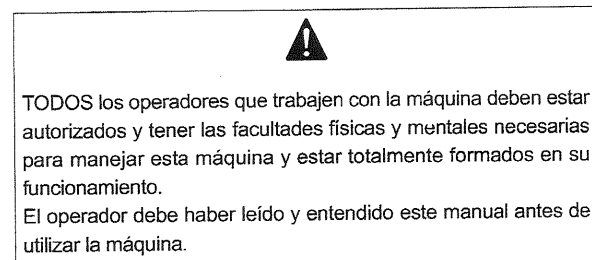 TODOS los operadores que trabajen con la máquina deben estar
autorizados y tener las facultades físicas y mentales necesarias
para manejar esta máquina y estar totalmente formados en su
funcionamiento.
El operador debe haber leído y entendido este manual antes de
utilizar la máquina.